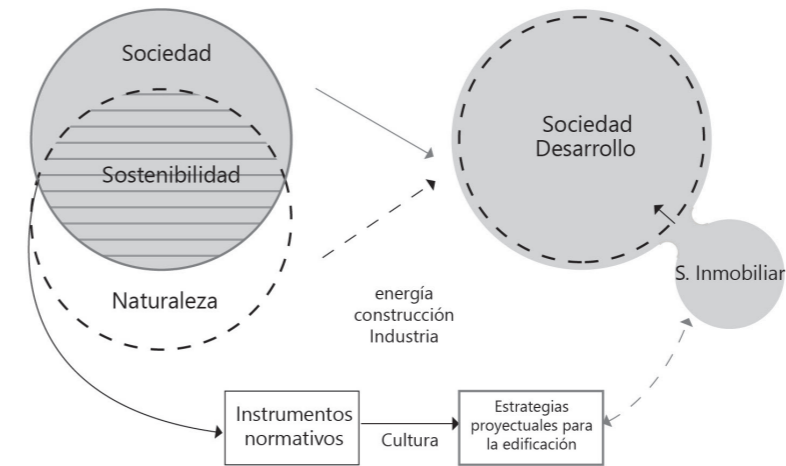 Sociedad
Sostenibilidad
Naturaleza
Sociedad
Desarrollo
S. Inmobiliar
energía
construcción
Industria
Instrumentos
normativos
Cultura
Estrategias
proyectuales para
la edificación